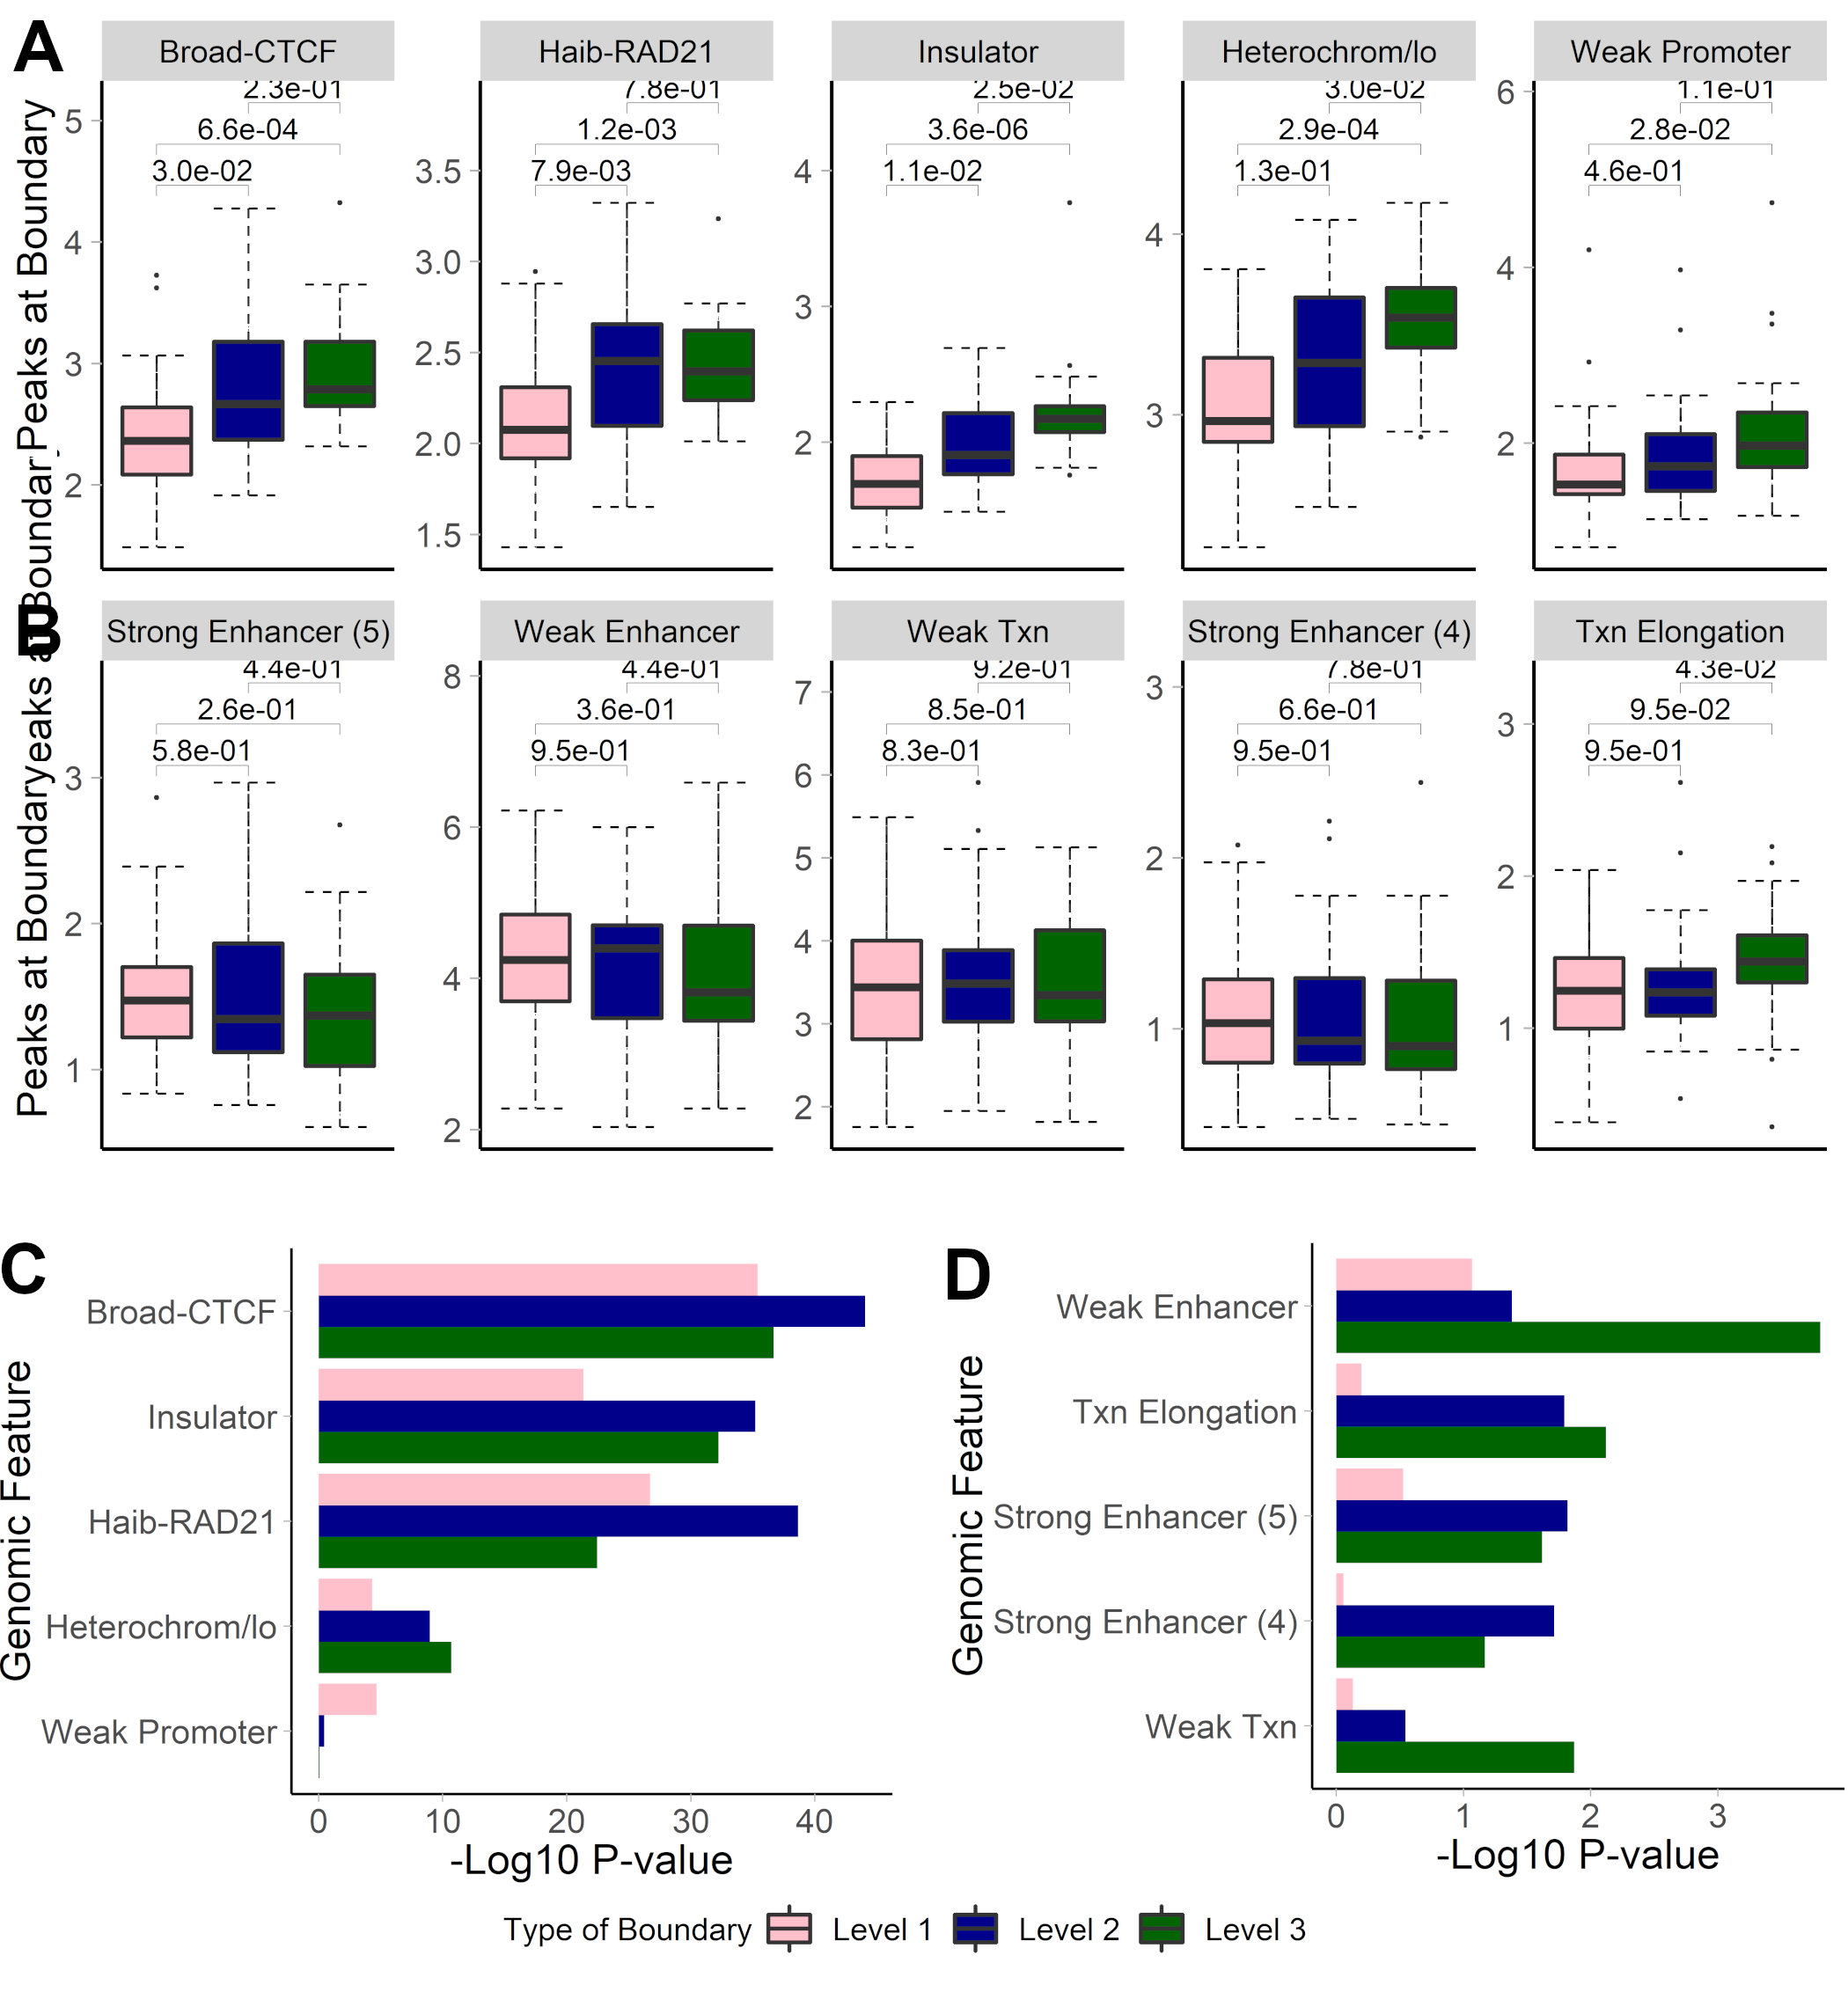 A
Broad-CTCF
Haib-RAD21
Insulator
Heterochrom/lo
Weak Promoter
Peaks at Boundary
5
4
3
2
2.3e-01
6.6e-04
3.0e-02
3.5
3.0
2.5
2.0
1.5
7.8e-01
1.2e-03
7.9e-03
4
3
2
2.5e-02
3.6e-06
1.1e-02
4
3
3.0e-02
2.9e-04
1.3e-01
6
4
2
1.1e-01
2.8e-02
4.6e-01
B
Strong Enhancer (5)
Weak Enhancer
Weak Txn
Strong Enhancer (4)
Txn Elongation
Peaks at Boundary
3
2
1
4.4e-01
2.6e-01
5.8e-01
8
6
4
2
4.4e-01
3.6e-01
9.5e-01
7
6
5
4
3
2
9.2e-01
8.5e-01
8.3e-01
3
2
1
7.8e-01
6.6e-01
9.5e-01
3
2
1
4.3e-02
9.5e-02
9.5e-01
C
Genomic Feature
Broad-CTCF
Insulator
Haib-RAD21
Heterochrom/lo
Weak Promoter
0 10 20 30 40
-Log10 P-value
D
Genomic Feature
Weak Enhancer
Txn Elongation
Strong Enhancer (5)
Strong Enhancer (4)
Weak Txn
0 1 2 3
-Log10 P-value
Type of Boundary Level 1 Level 2 Level 3